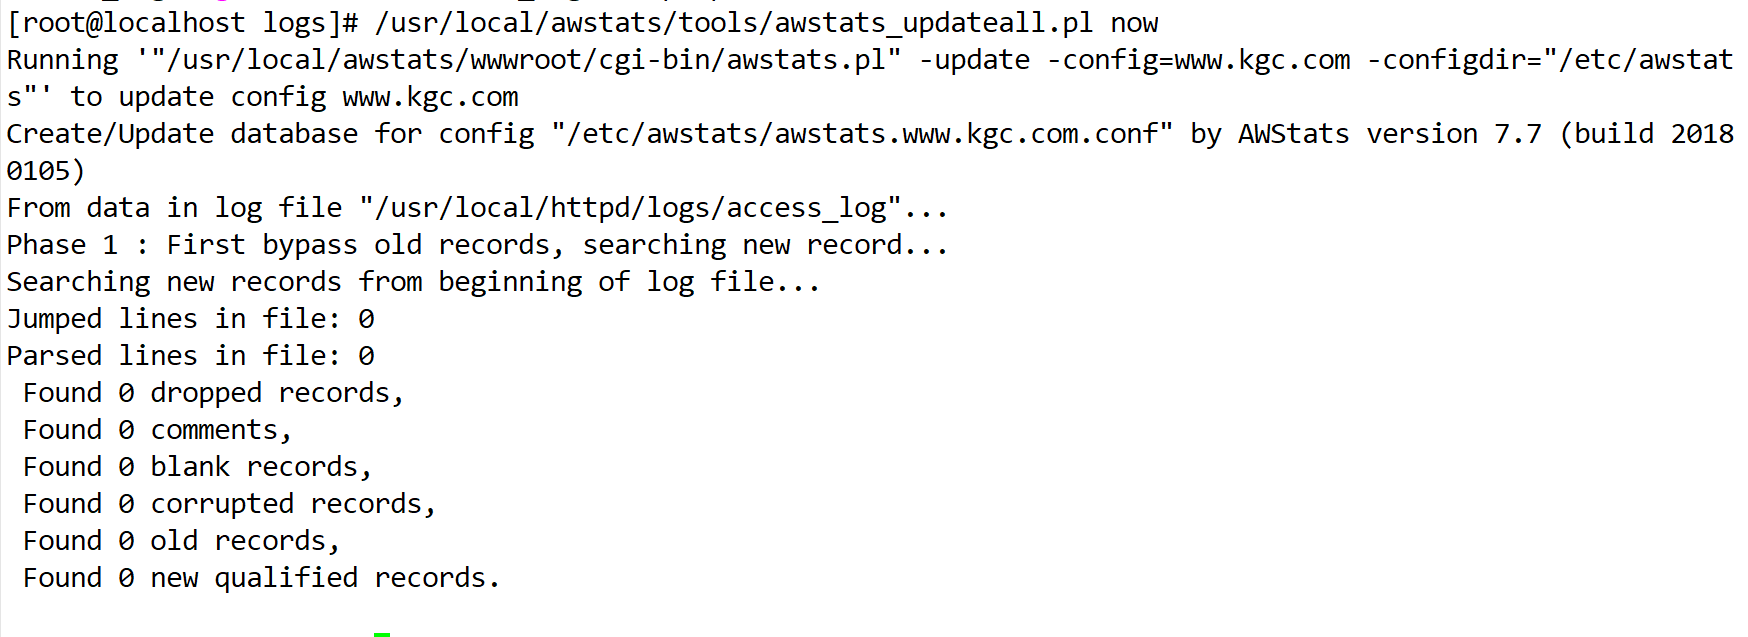 [root@localhost logs]# /usr/local/awstats/tools/awstats_updateall.pl now
Running '"/usr/local/awstats/wwwroot/cgi-bin/awstats.pl" -update -config=www.kgc.com -configdir="/etc/awstat
s"' to update config www.kgc.com
Create/Update database for config "/etc/awstats/awstats.www.kgc.com.conf" by AWStats version 7.7 (build 2018
0105)
From data in log file "/usr/local/httpd/logs/access_log"...
Phase 1 : First bypass old records, searching new record...
Searching new records from beginning of log file...
Jumped lines in file: 0
Parsed lines in file: 0
 Found 0 dropped records,
 Found 0 comments,
 Found 0 blank records,
 Found 0 corrupted records,
 Found 0 old records,
 Found 0 new qualified records.